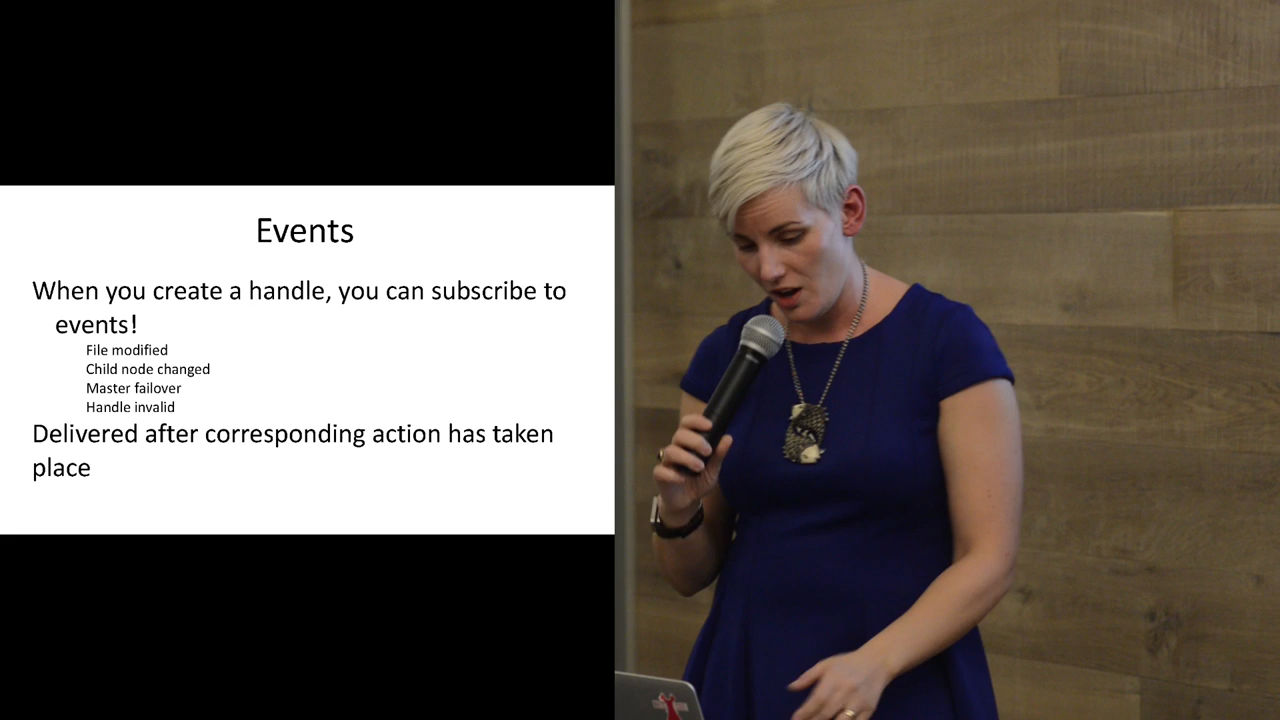 Events
When you create a handle, you can subscribe to
events!
File modified
Child node changed
Master failover
Handle invalid
Delivered after corresponding action has taken
place